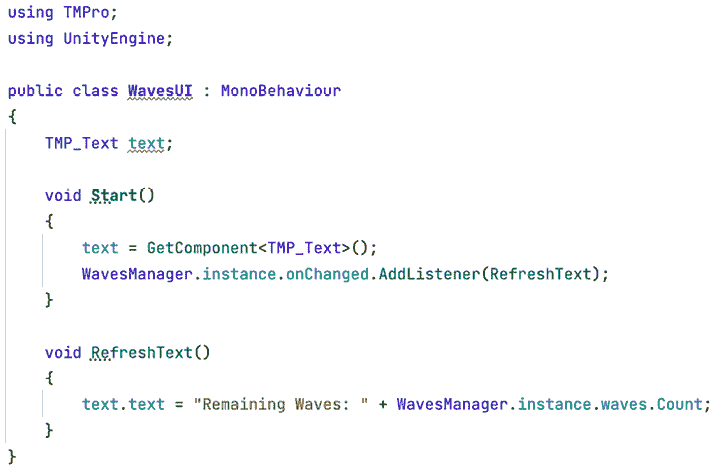 using TMPro;
using UnityEngine;
public class WavesUI : MonoBehaviour
{
TMP_Text text;
void Start()
{
text = GetComponent<TMP_Text>();
WavesManager.instance.onChanged.AddListener(RefreshText);
}
void RefreshText()
{
text.text = "Remaining Waves: " + WavesManager.instance.waves.Count;
}
}